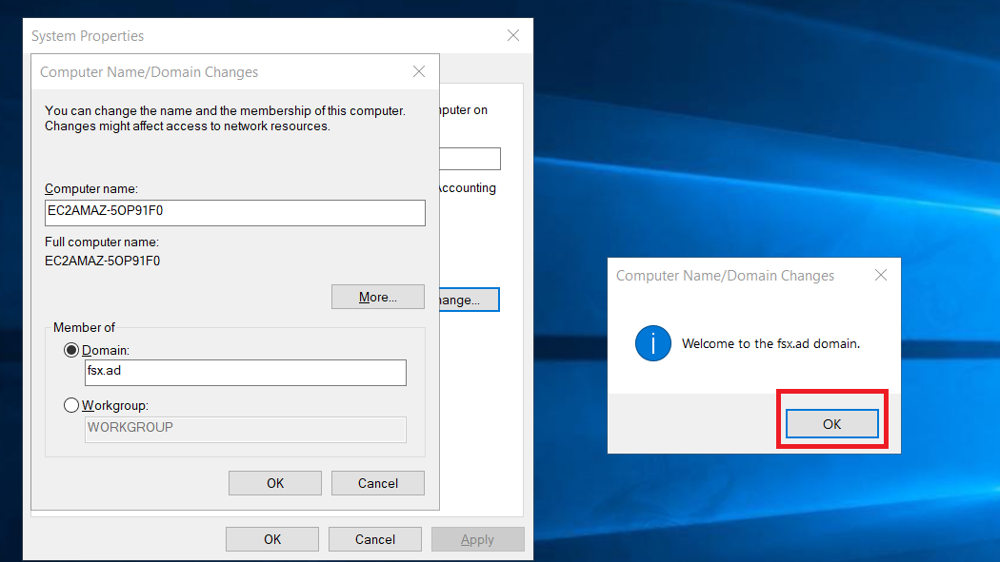 System Properties
Computer Name/Domain Changes
You can change the name and the membership of this computer.
Changes might affect access to network resources.
on
Computer name:
EC2AMAZ-5OP91F0
Full computer name:
EC2AMAZ-5OP91F0
More...
Member of
Domain:
fsx.ad
Workgroup:
WORKGROUP
OK
Cancel
OK
Cancel
Apply
Computer Name/Domain Changes
Welcome to the fsx.ad domain.
OK